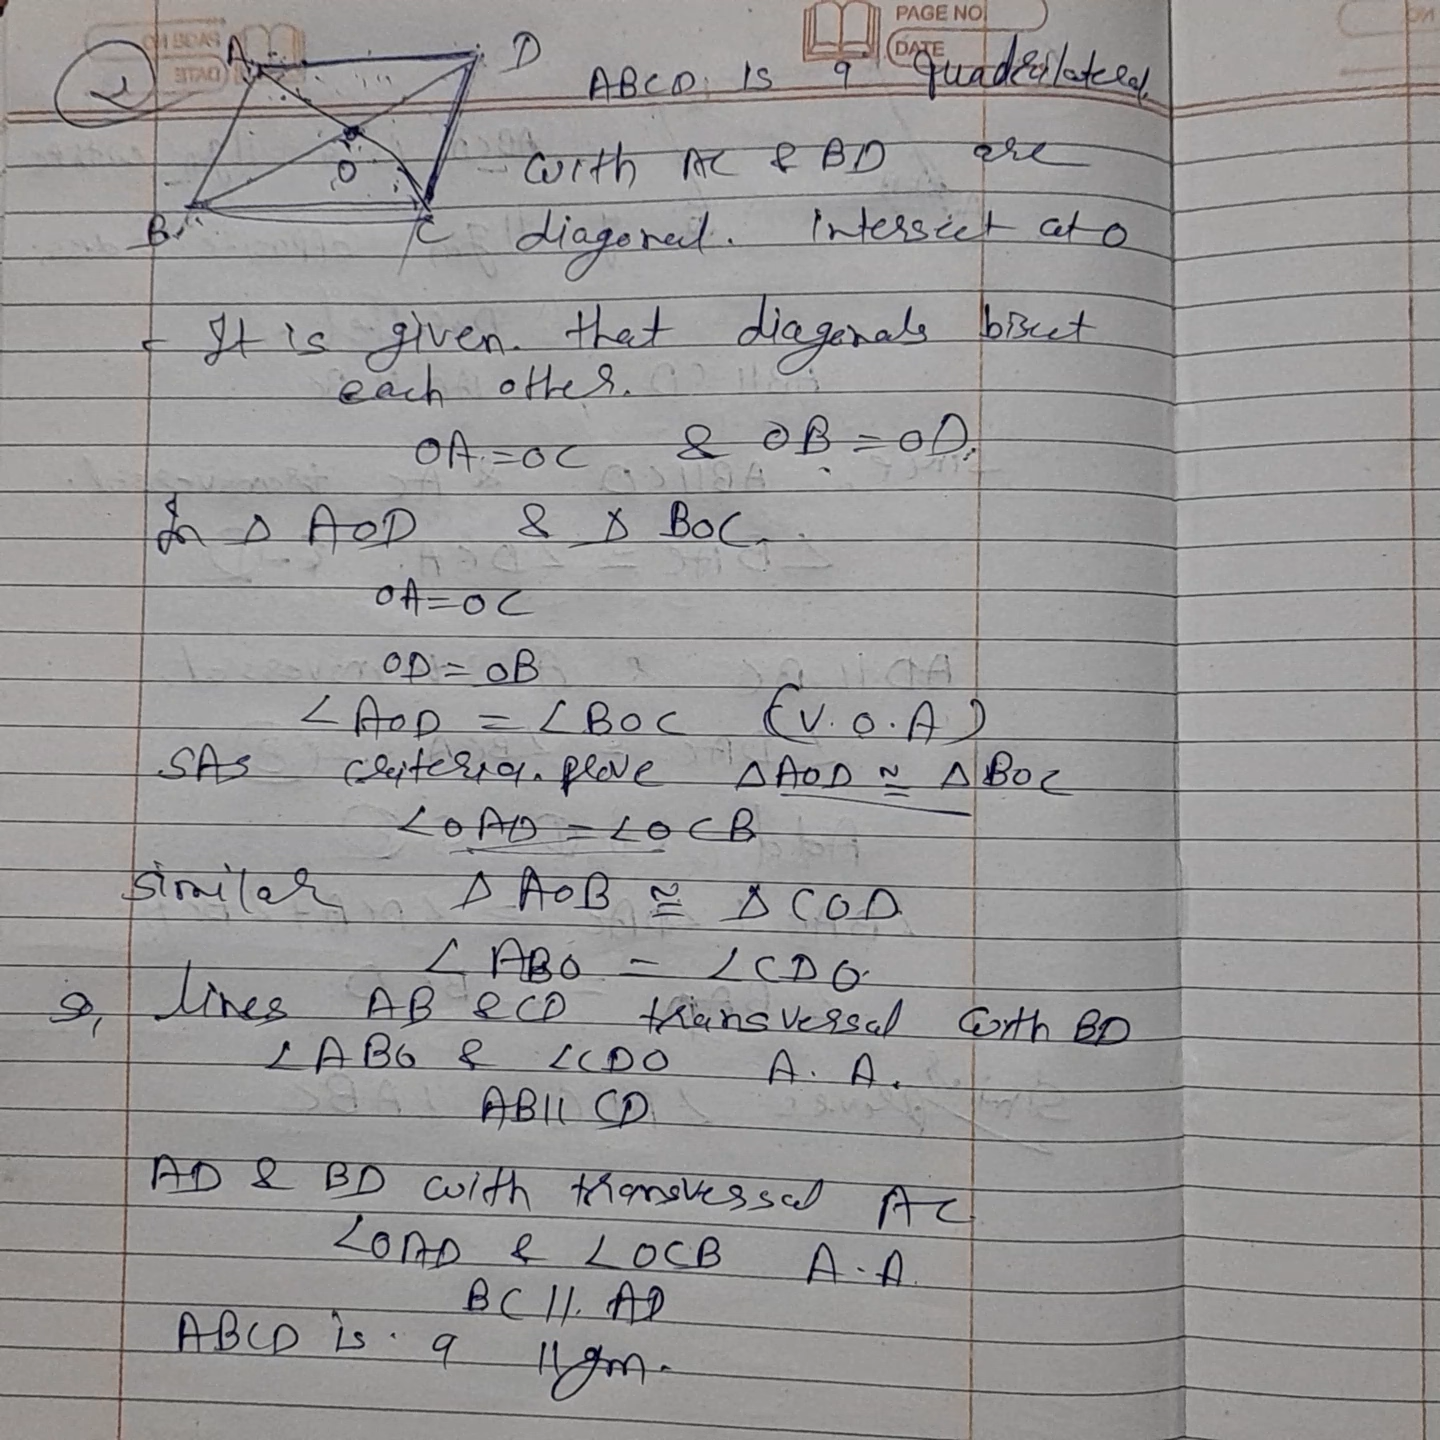 PAGE NO
DATE
2
A D
ABCD is a quadrilateral
O
with AC & BD are
B C
diagonal. Intersect at O
It is given that diagonals bisect
each other.
OA = OC & OB = OD
In Δ AOD & Δ BOC
OA = OC
OD = OB
∠AOD = ∠BOC (V.O.A)
SAS criteria prove ΔAOD ≅ ΔBOC
∠OAD = ∠OCB
similar Δ AOB ≅ Δ COD
∠ ABO = ∠CDO
So, lines AB & CD transversal with BD
∠ABO & ∠CDO A. A.
AB || CD
AD & BD with transversal AC
∠OAD & ∠OCB A.A
BC || AD
ABCD is a ||gm.